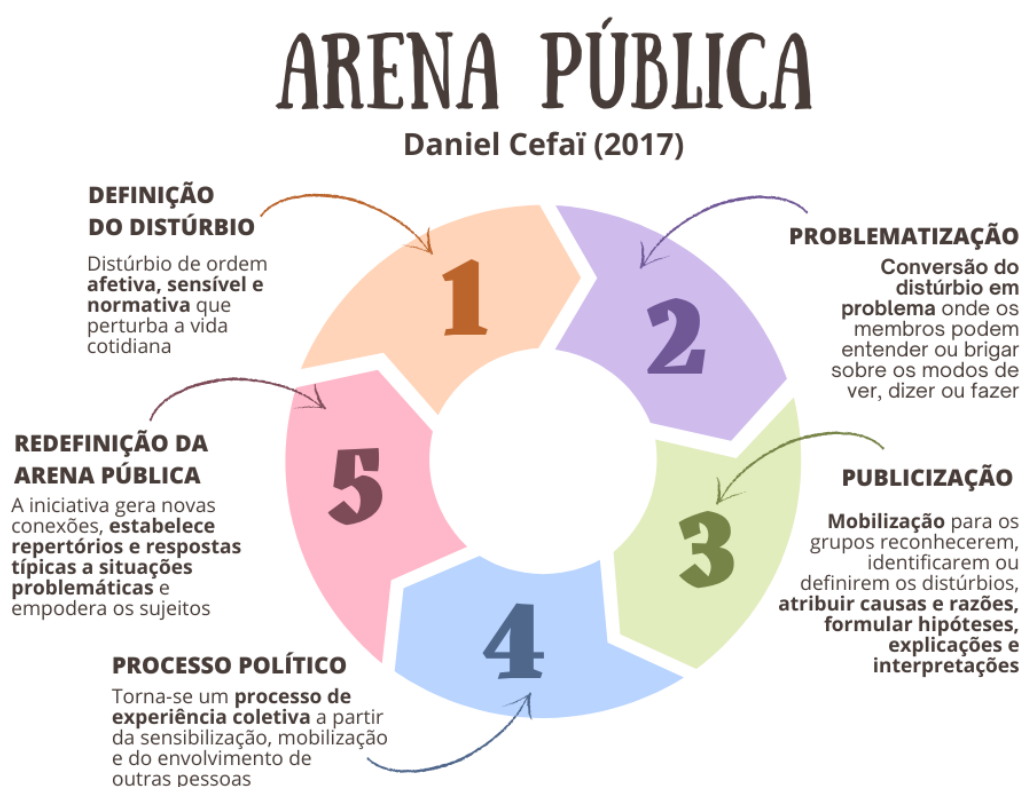 ARENA PÚBLICA
Daniel Cefaï (2017)
DEFINIÇÃO
DO DISTÚRBIO
Distúrbio de ordem
afetiva, sensível e
normativa que
perturba a vida
cotidiana
1
PROBLEMATIZAÇÃO
Conversão do
distúrbio em
problema onde os
membros podem
entender ou brigar
sobre os modos de
ver, dizer ou fazer
2
PUBLICIZAÇÃO
Mobilização para os
grupos reconhecerem,
identificarem ou
definirem os distúrbios,
atribuir causas e razões,
formular hipóteses,
explicações e
interpretações
3
PROCESSO POLÍTICO
Torna-se um processo de
experiência coletiva a partir
da sensibilização, mobilização
e do envolvimento de
outras pessoas
4
REDEFINIÇÃO DA
ARENA PÚBLICA
A iniciativa gera novas
conexões, estabelece
repertórios e respostas
típicas a situações
problemáticas e
empodera os sujeitos
5